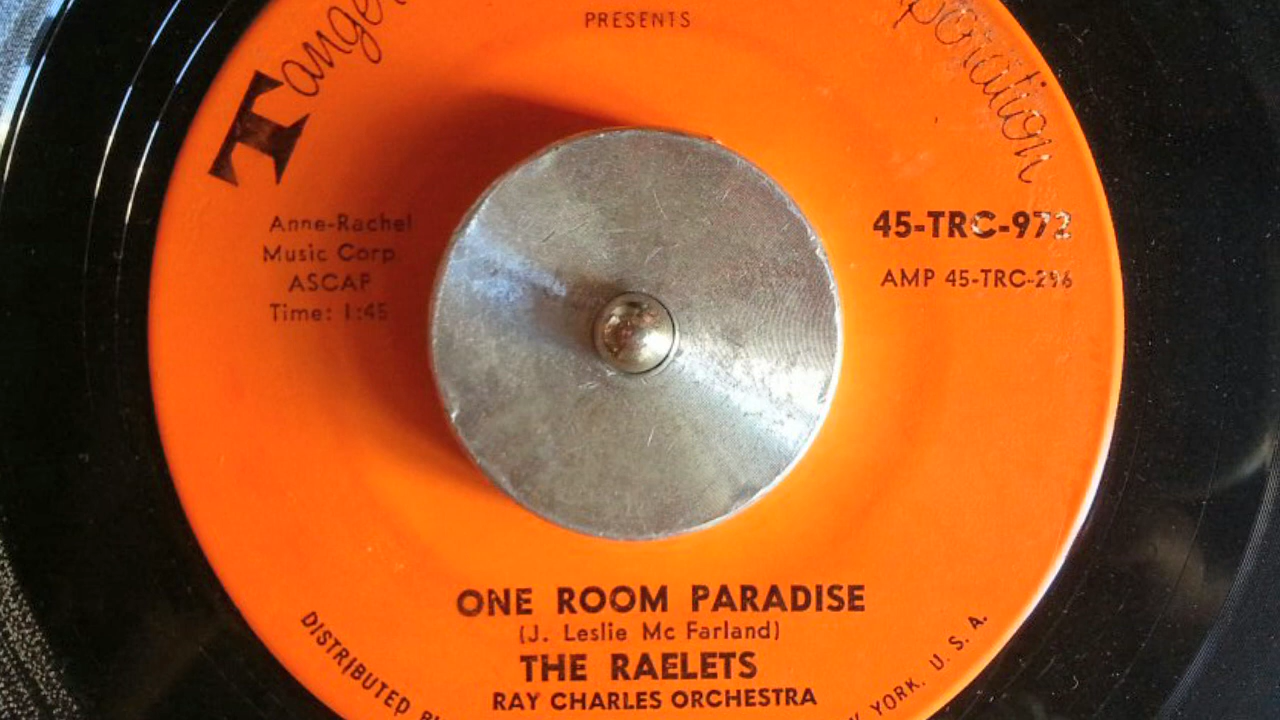 PRESENTS
Anne-Rachel
Music Corp.
ASCAP
Time: 1:45
45-TRC-972
AMP 45-TRC-296
ONE ROOM PARADISE
(J. Leslie Mc Farland)
THE RAELETS
RAY CHARLES ORCHESTRA
DISTRIBUTED
YORK, U. S. A.